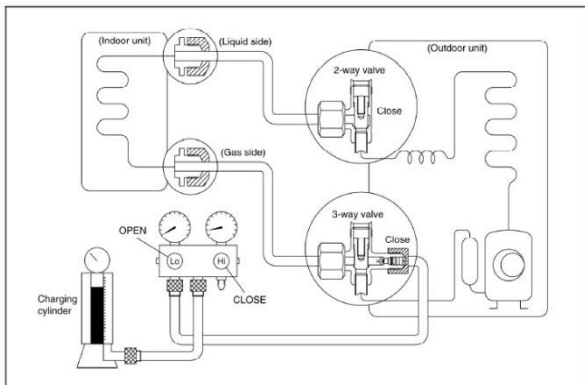 (Indoor unit)
(Liquid side)
(Outdoor unit)
2-way valve
Close
(Gas side)
3-way valve
Close
OPEN
Lo
Hi
CLOSE
Charging
cylinder